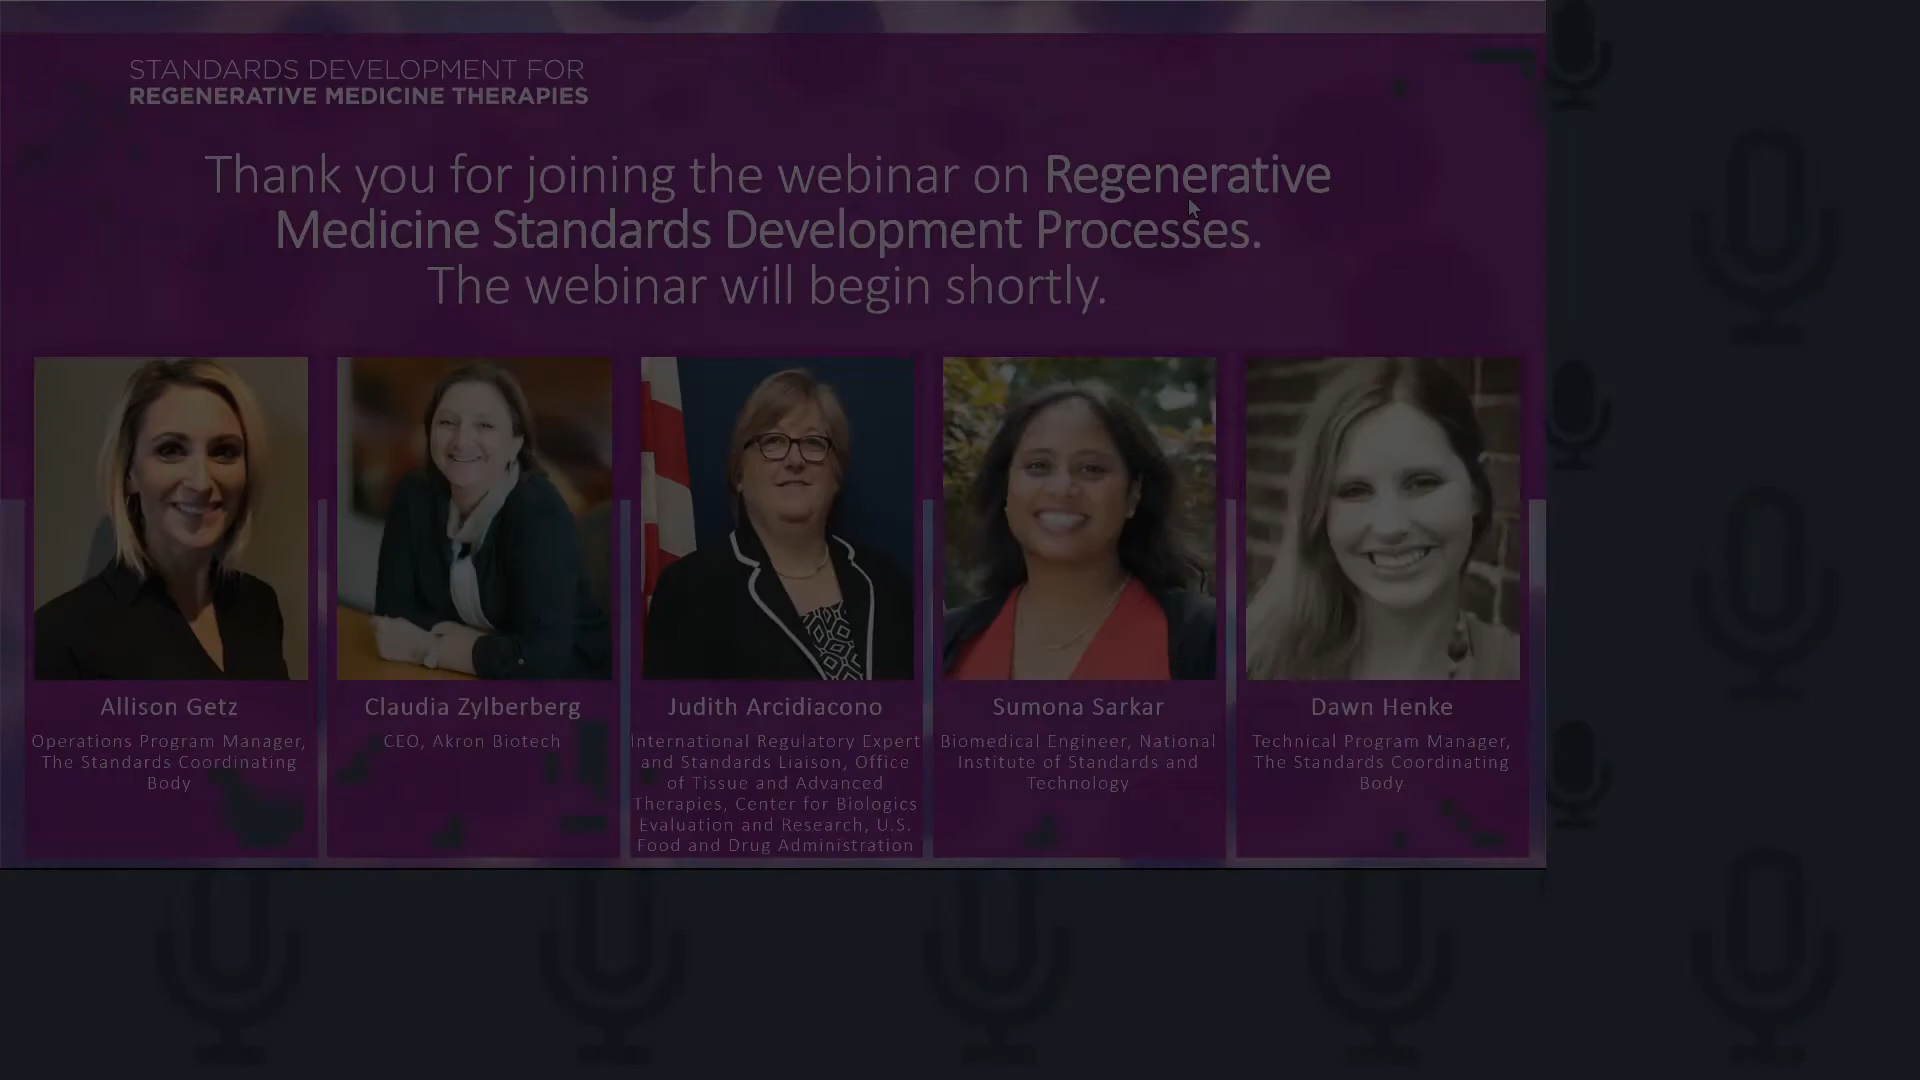 STANDARDS DEVELOPMENT FOR
REGENERATIVE MEDICINE THERAPIES
Thank you for joining the webinar on Regenerative
Medicine Standards Development Processes.
The webinar will begin shortly.
Allison Getz
Operations Program Manager,
The Standards Coordinating
Body
Claudia Zylberberg
CEO, Akron Biotech
Judith Arcidiacono
International Regulatory Expert
and Standards Liaison, Office
of Tissue and Advanced
Therapies, Center for Biologics
Evaluation and Research, U.S.
Food and Drug Administration
Sumona Sarkar
Biomedical Engineer, National
Institute of Standards and
Technology
Dawn Henke
Technical Program Manager,
The Standards Coordinating
Body